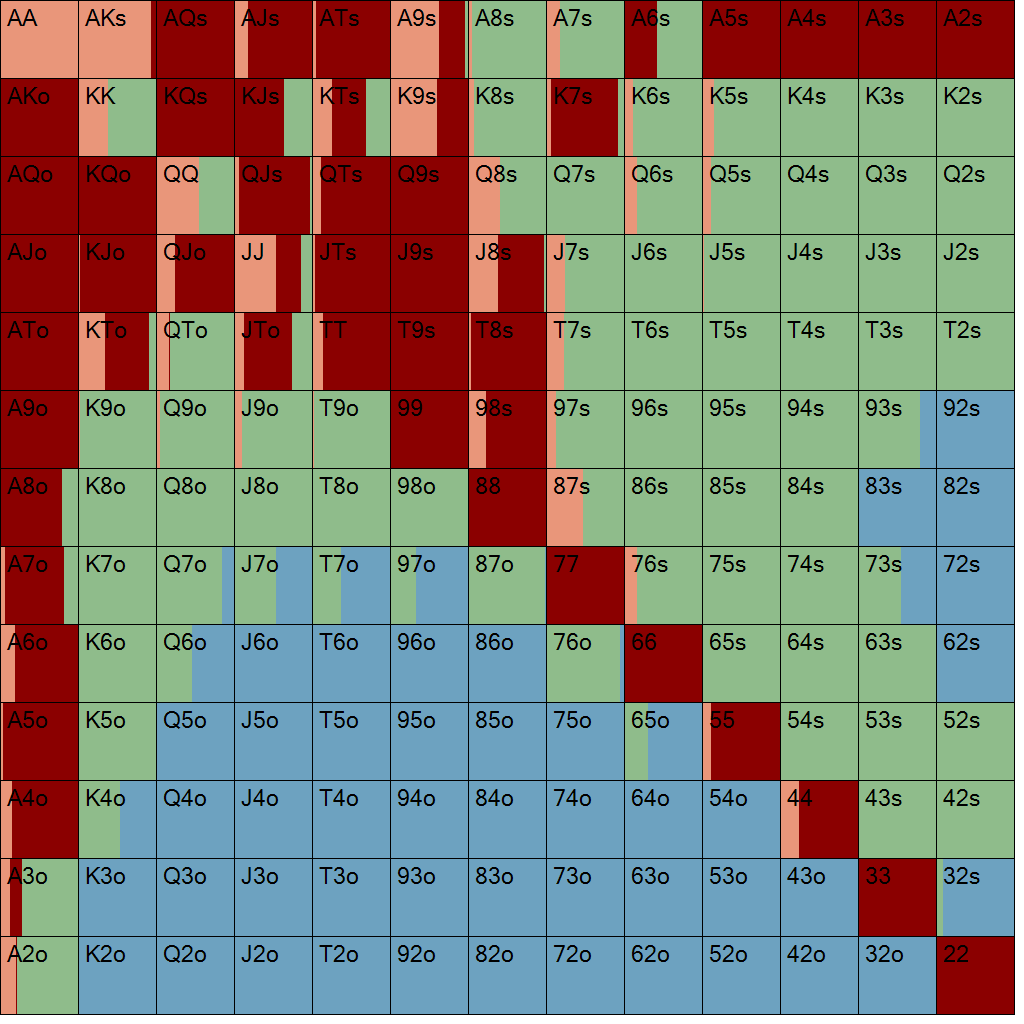 AA AKs AQs AJs ATs A9s A8s A7s A6s A5s A4s A3s A2s
AKo KK KQs KJs KTs K9s K8s K7s K6s K5s K4s K3s K2s
AQo KQo QQ QJs QTs Q9s Q8s Q7s Q6s Q5s Q4s Q3s Q2s
AJo KJo QJo JJ JTs J9s J8s J7s J6s J5s J4s J3s J2s
ATo KTo QTo JTo TT T9s T8s T7s T6s T5s T4s T3s T2s
A9o K9o Q9o J9o T9o 99 98s 97s 96s 95s 94s 93s 92s
A8o K8o Q8o J8o T8o 98o 88 87s 86s 85s 84s 83s 82s
A7o K7o Q7o J7o T7o 97o 87o 77 76s 75s 74s 73s 72s
A6o K6o Q6o J6o T6o 96o 86o 76o 66 65s 64s 63s 62s
A5o K5o Q5o J5o T5o 95o 85o 75o 65o 55 54s 53s 52s
A4o K4o Q4o J4o T4o 94o 84o 74o 64o 54o 44 43s 42s
A3o K3o Q3o J3o T3o 93o 83o 73o 63o 53o 43o 33 32s
A2o K2o Q2o J2o T2o 92o 82o 72o 62o 52o 42o 32o 22